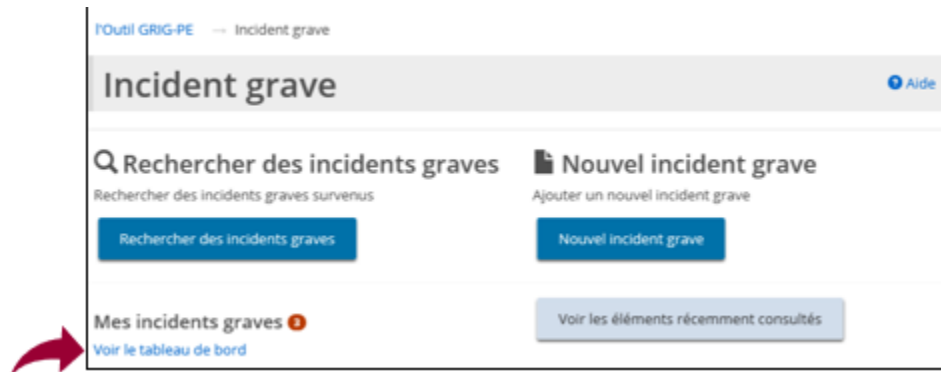 l'Outil GRIG-PE → Incident grave
Incident grave
Aide
Rechercher des incidents graves
Rechercher des incidents graves survenus
Rechercher des incidents graves
Nouvel incident grave
Ajouter un nouvel incident grave
Nouvel incident grave
Mes incidents graves 3
Voir le tableau de bord
Voir les éléments récemment consultés